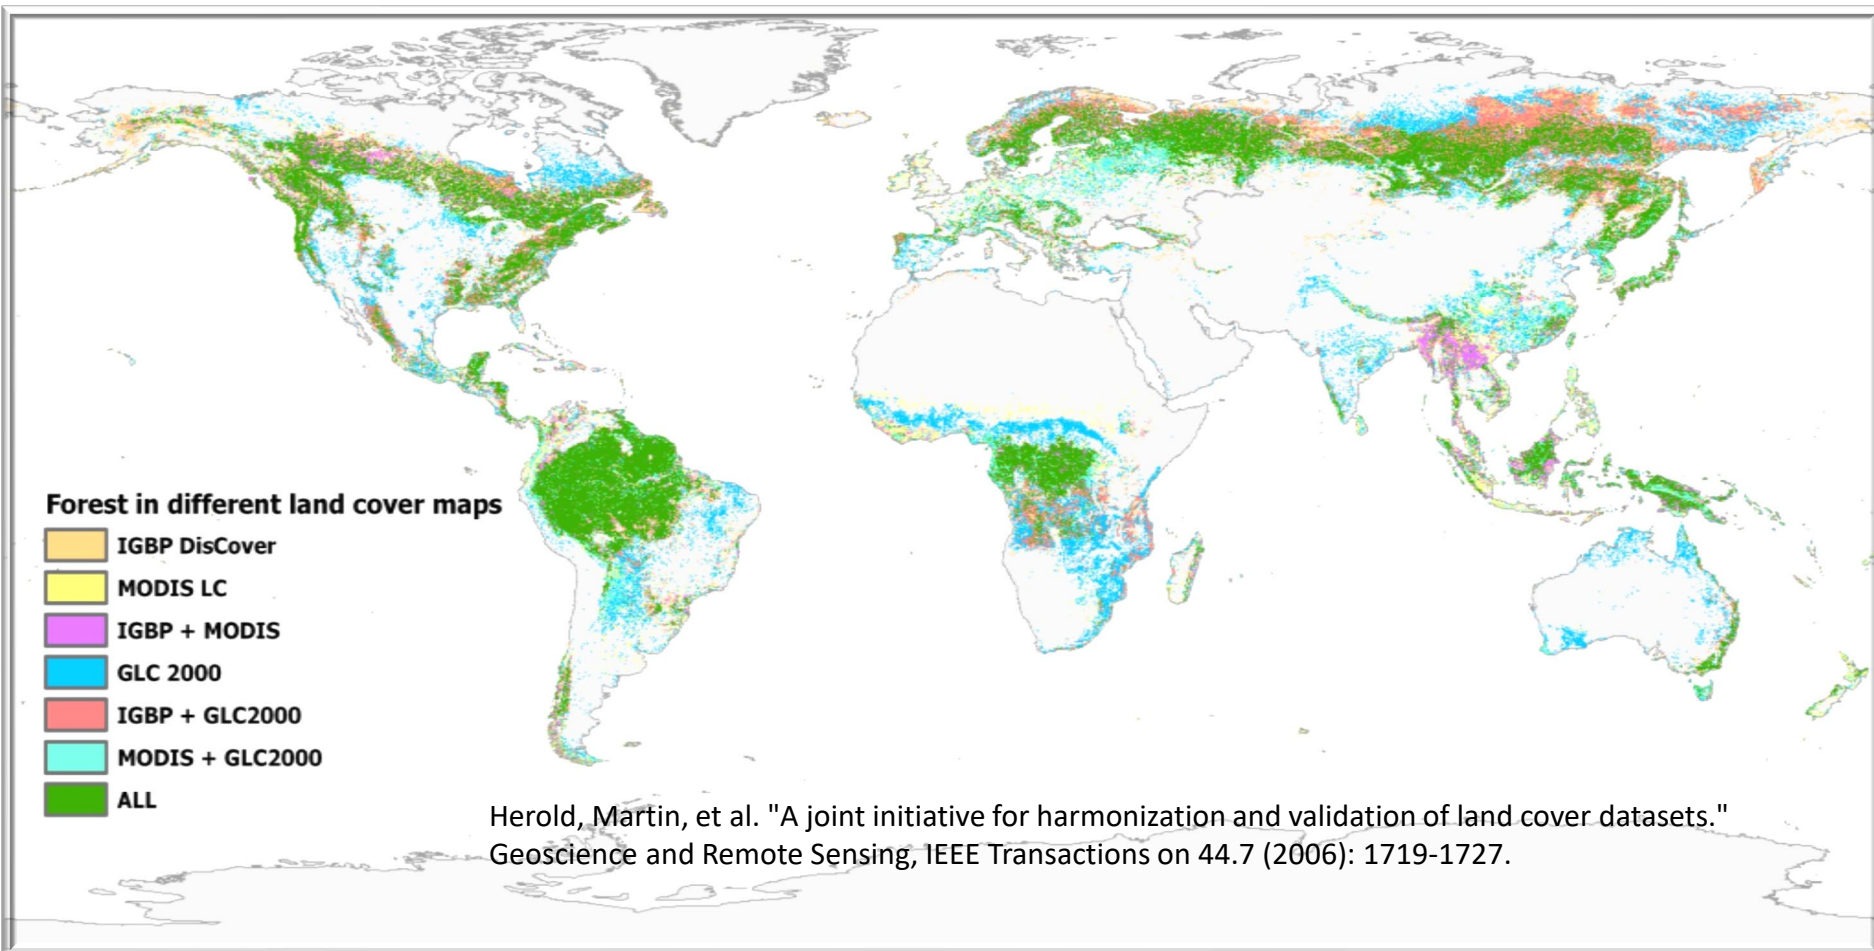 Forest in different land cover maps
IGBP DisCover
MODIS LC
IGBP + MODIS
GLC 2000
IGBP + GLC2000
MODIS + GLC2000
ALL
Herold, Martin, et al. "A joint initiative for harmonization and validation of land cover datasets."
Geoscience and Remote Sensing, IEEE Transactions on 44.7 (2006): 1719-1727.